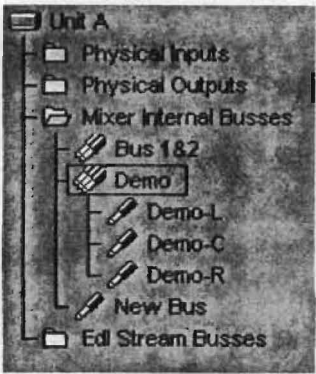 Unit A
Physical Inputs
Physical Outputs
Mixer Internal Busses
Bus 1&2
Demo
Demo-L
Demo-C
Demo-R
New Bus
Edl Stream Busses